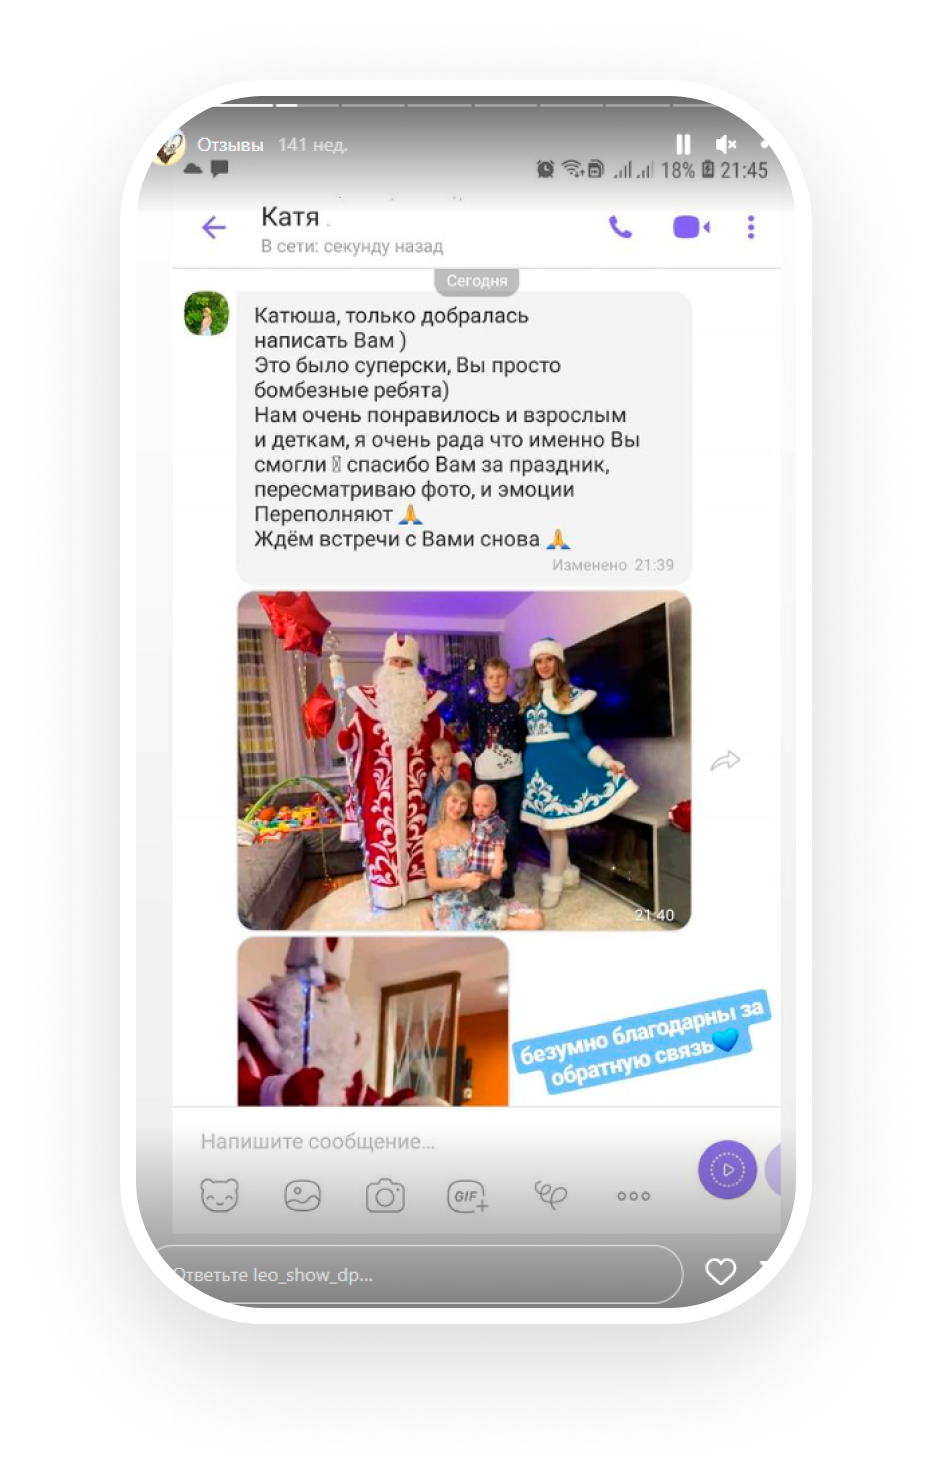 Отзывы 141 нед.
18% 21:45
Катя
В сети: секунду назад
Сегодня
Катюша, только добралась
написать Вам )
Это было суперски, Вы просто
бомбезные ребята)
Нам очень понравилось и взрослым
и деткам, я очень рада что именно Вы
смогли спасибо Вам за праздник,
пересматриваю фото, и эмоции
Переполняют 🙏
Ждём встречи с Вами снова 🙏
Изменено 21:39
21:40
безумно благодарны за
обратную связь💙
Напишите сообщение...
GIF
Ответьте leo_show_dp...